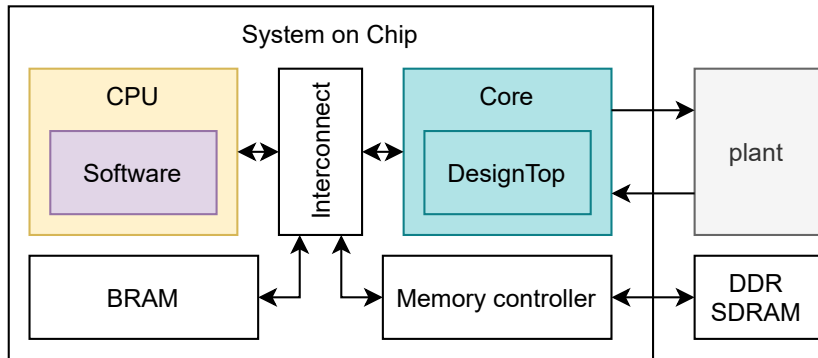 System on Chip
CPU
Software
Interconnect
Core
DesignTop
plant
BRAM
Memory controller
DDR
SDRAM